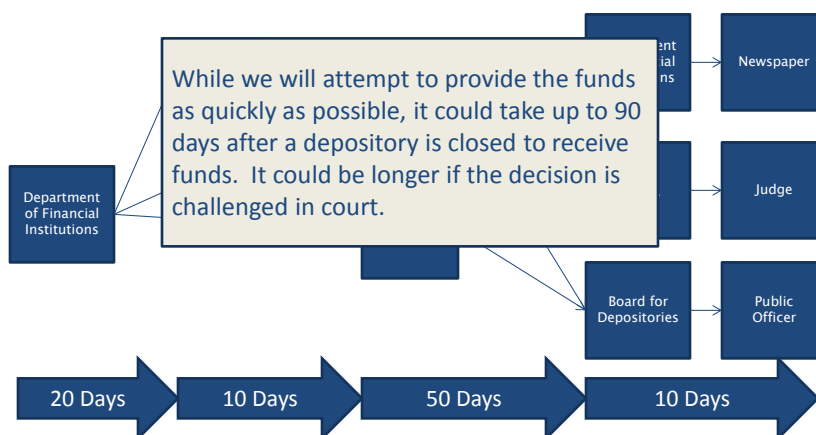 Newspaper
While we will attempt to provide the funds
as quickly as possible, it could take up to 90
days after a depository is closed to receive
funds.  It could be longer if the decision is
challenged in court.
Department
of Financial
Institutions
Judge
Board for
Depositories
Public
Officer
20 Days
10 Days
50 Days
10 Days